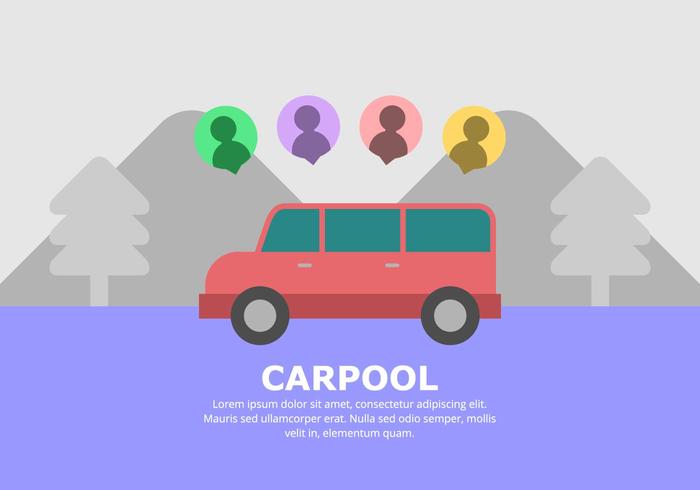 CARPOOL
Lorem ipsum dolor sit amet, consectetur adipiscing elit.
Mauris sed ullamcorper erat. Nulla sed odio semper, mollis
velit in, elementum quam.